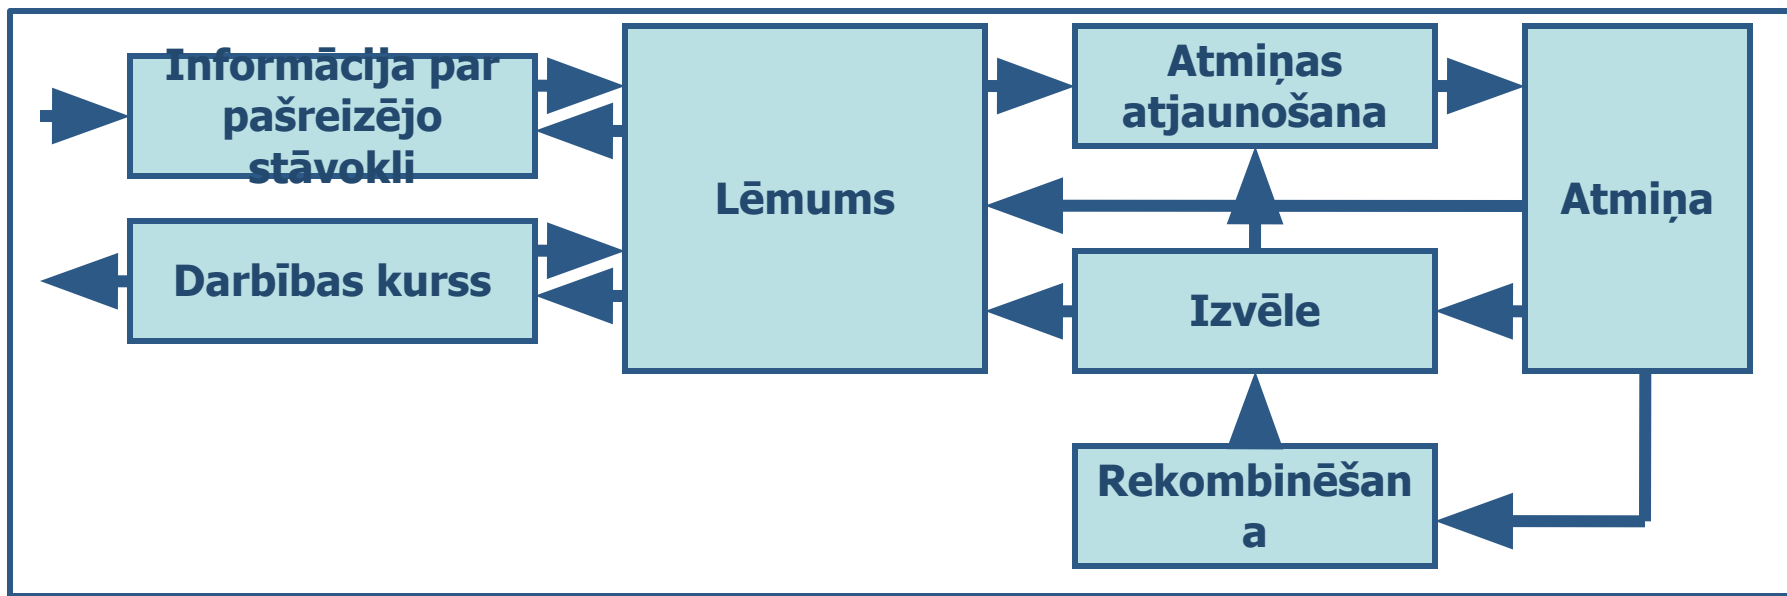 Informācija par
pašreizējo
stāvokli
Darbības kurss
Lēmums
Atmiņas
atjaunošana
Izvēle
Rekombinēšan
a
Atmiņa